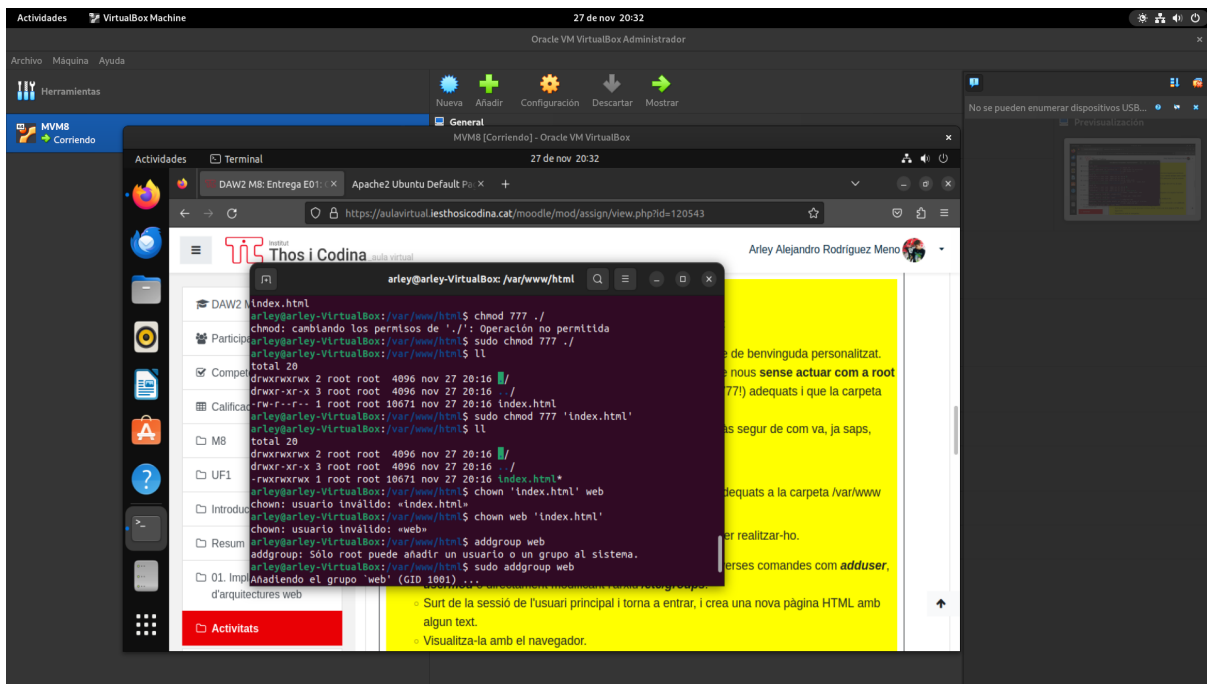 Actividades VirtualBox Machine 27 de nov 20:32
Oracle VM VirtualBox Administrador
Archivo Máquina Ayuda
Herramientas
Nueva Añadir Configuración Descartar Mostrar
No se pueden enumerar dispositivos USB...
MVM8
Corriendo
General
Previsualización
MVM8 [Corriendo] - Oracle VM VirtualBox
Actividades Terminal 27 de nov 20:32
DAW2 M8: Entrega E01: Apache2 Ubuntu Default
https://aulavirtual.iesthosicodina.cat/moodle/mod/assign/view.php?id=120543
institut
Thos i Codina aula virtual
Arley Alejandro Rodriguez Meno
arley@arley-VirtualBox: /var/www/html
index.html
arley@arley-VirtualBox:/var/www/html$ chmod 777 ./
chmod: cambiando los permisos de './': Operación no permitida
arley@arley-VirtualBox:/var/www/html$ sudo chmod 777 ./
arley@arley-VirtualBox:/var/www/html$ ll
total 20
drwxrwxrwx 2 root root 4096 nov 27 20:16 ./
drwxr-xr-x 3 root root 4096 nov 27 20:16 ../
-rw-r--r-- 1 root root 10671 nov 27 20:16 index.html
arley@arley-VirtualBox:/var/www/html$ sudo chmod 777 'index.html'
arley@arley-VirtualBox:/var/www/html$ ll
total 20
drwxrwxrwx 2 root root 4096 nov 27 20:16 ./
drwxr-xr-x 3 root root 4096 nov 27 20:16 ../
-rwxrwxrwx 1 root root 10671 nov 27 20:16 index.html*
arley@arley-VirtualBox:/var/www/html$ chown 'index.html' web
chown: usuario inválido: «index.html»
arley@arley-VirtualBox:/var/www/html$ chown web 'index.html'
chown: usuario inválido: «web»
arley@arley-VirtualBox:/var/www/html$ addgroup web
addgroup: Sólo root puede añadir un usuario o un grupo al sistema.
arley@arley-VirtualBox:/var/www/html$ sudo addgroup web
Añadiendo el grupo `web' (GID 1001) ...
DAW2 M
Particip
Compet
Calificac
M8
UF1
Introduc
Resum
01. Impl
d'arquitectures web
Activitats
e de benvinguda personalitzat.
nous sense actuar com a root
77!) adequats i que la carpeta
às segur de com va, ja saps,
dequats a la carpeta /var/www
er realitzar-ho.
erses comandes com adduser,
Surt de la sessió de l'usuari principal i torna a entrar, i crea una nova pàgina HTML amb
algun text.
Visualitza-la amb el navegador.